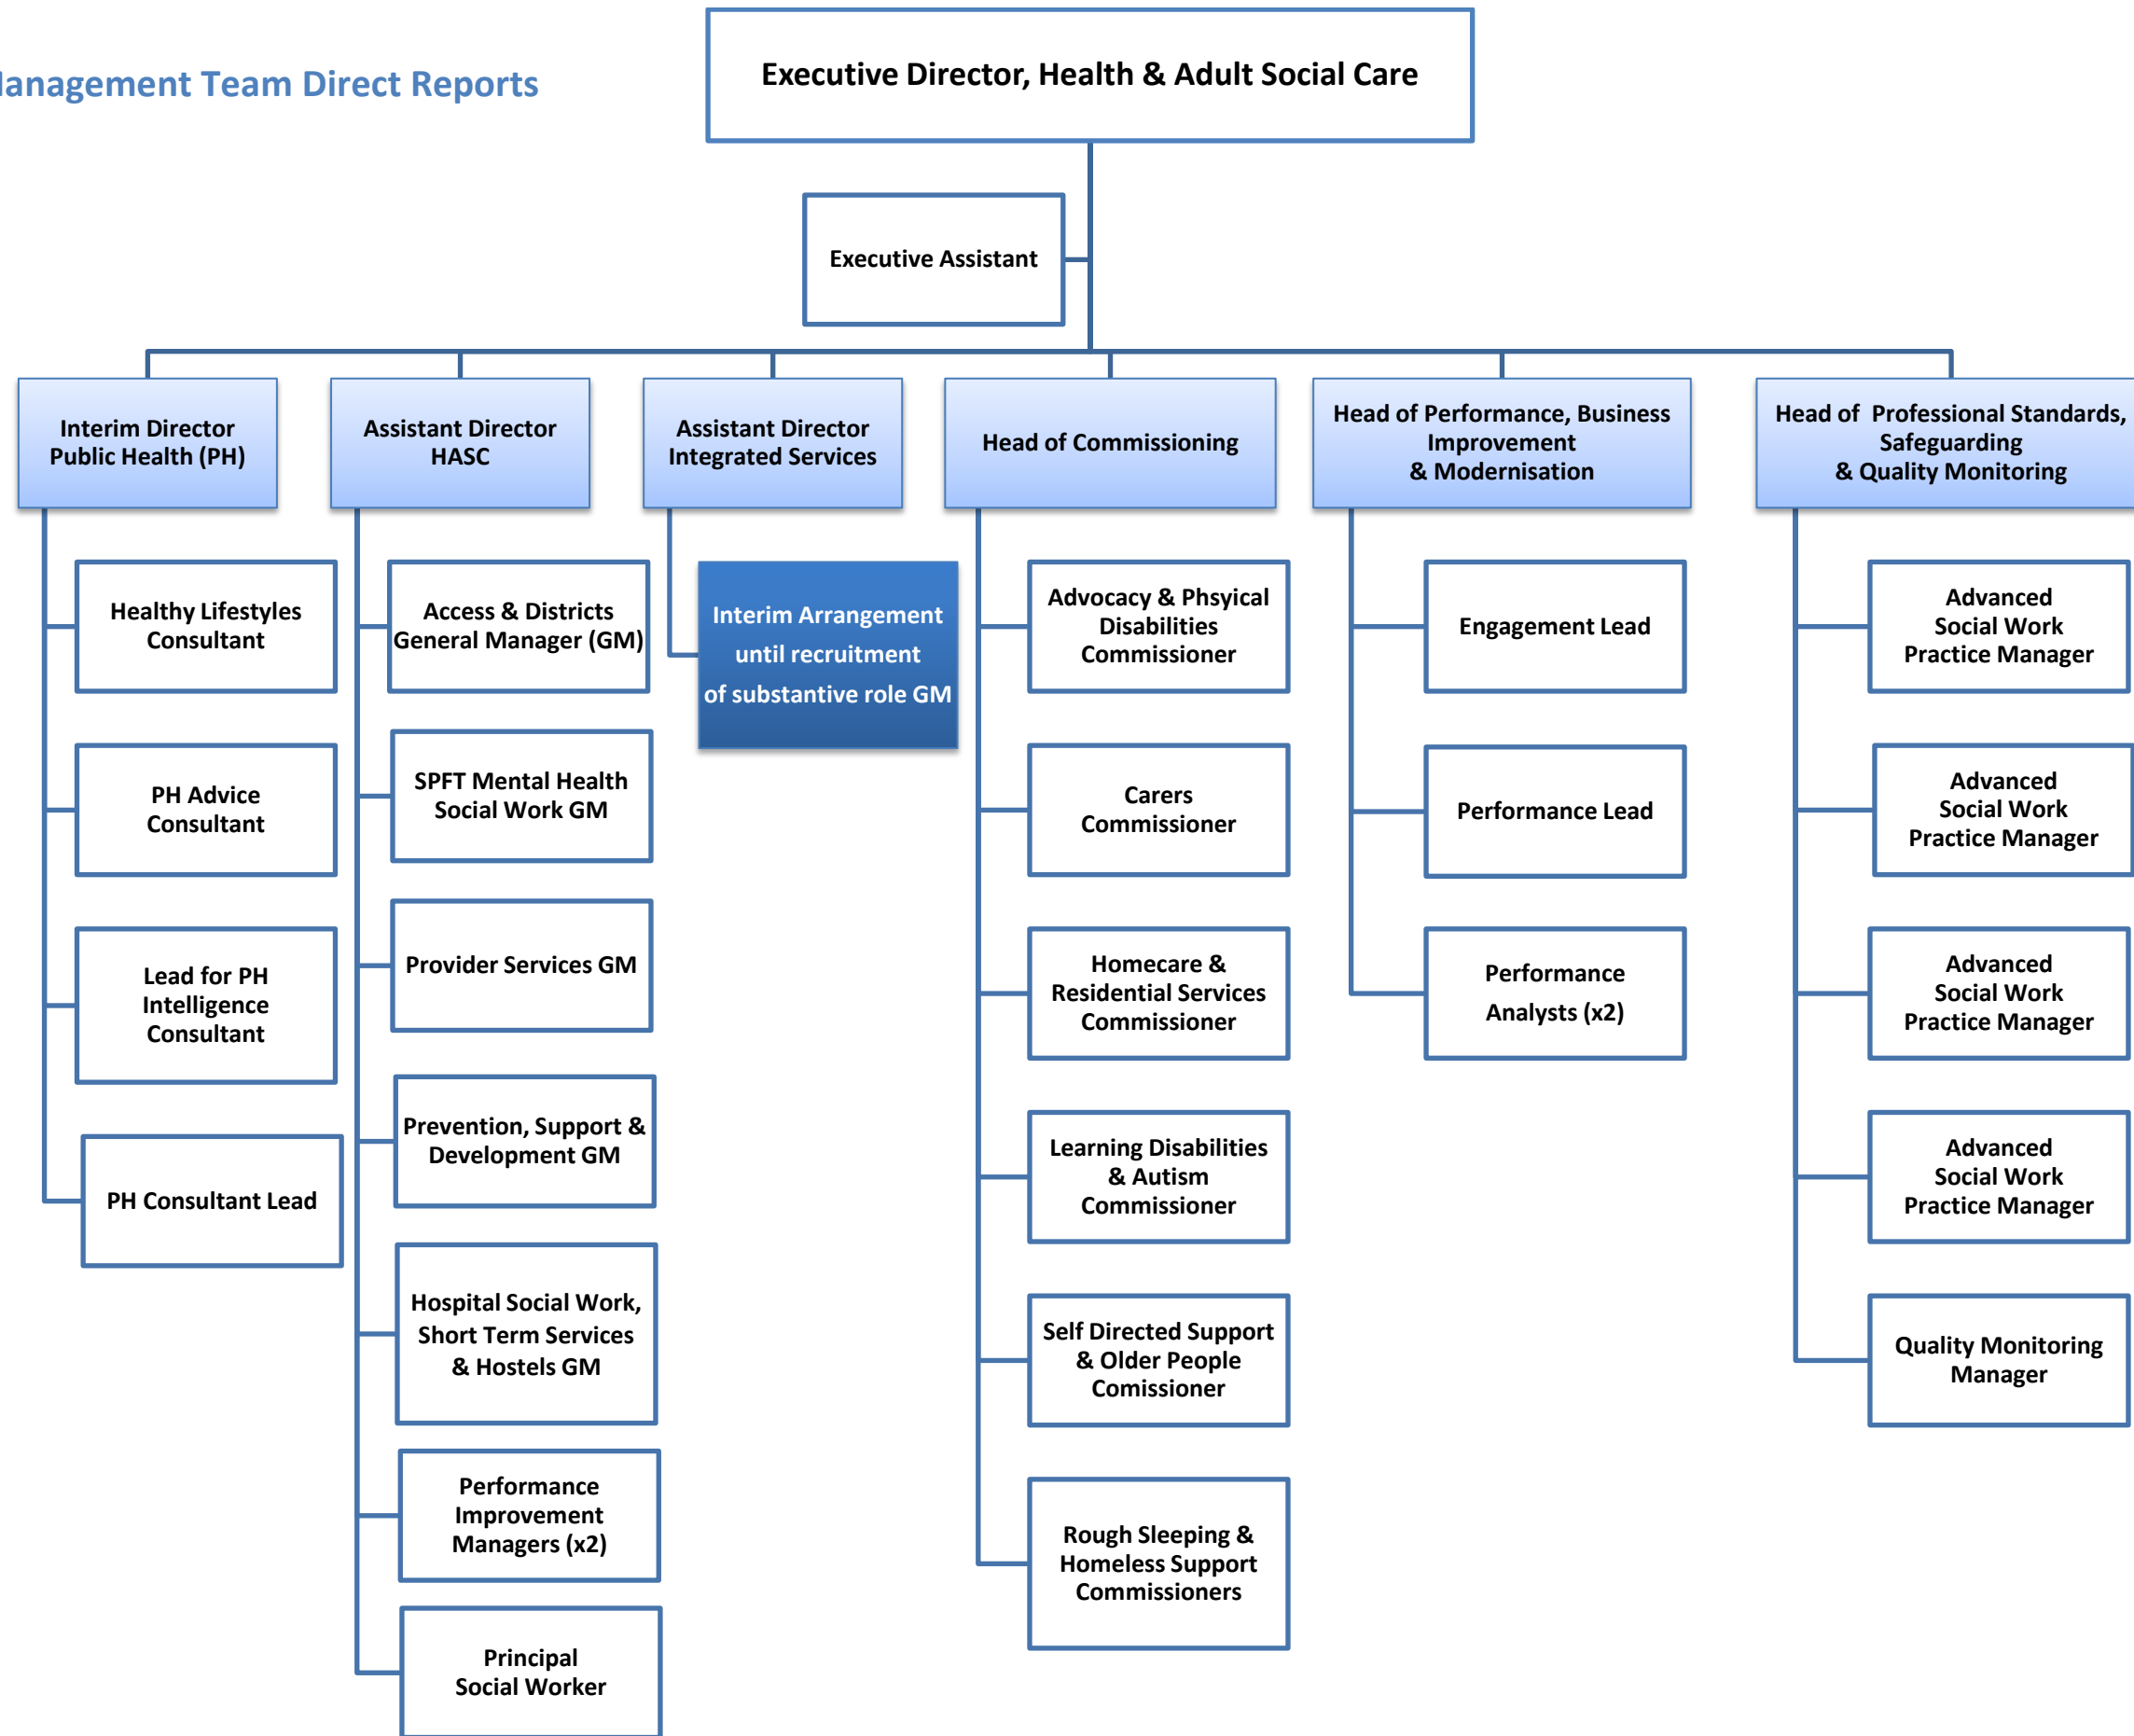 Management Team Direct Reports
Executive Director, Health & Adult Social Care
Executive Assistant
Interim Director
Public Health (PH)
Assistant Director
HASC
Assistant Director
Integrated Services
Head of Commissioning
Head of Performance, Business
Improvement
& Modernisation
Head of Professional Standards,
Safeguarding
& Quality Monitoring
Healthy Lifestyles
Consultant
PH Advice
Consultant
Lead for PH
Intelligence
Consultant
PH Consultant Lead
Access & Districts
General Manager (GM)
SPFT Mental Health
Social Work GM
Provider Services GM
Prevention, Support &
Development GM
Hospital Social Work,
Short Term Services
& Hostels GM
Performance
Improvement
Managers (x2)
Principal
Social Worker
Interim Arrangement
until recruitment
of substantive role GM
Advocacy & Phsyical
Disabilities
Commissioner
Carers
Commissioner
Homecare &
Residential Services
Commissioner
Learning Disabilities
& Autism
Commissioner
Self Directed Support
& Older People
Comissioner
Rough Sleeping &
Homeless Support
Commissioners
Engagement Lead
Performance Lead
Performance
Analysts (x2)
Advanced
Social Work
Practice Manager
Advanced
Social Work
Practice Manager
Advanced
Social Work
Practice Manager
Advanced
Social Work
Practice Manager
Quality Monitoring
Manager